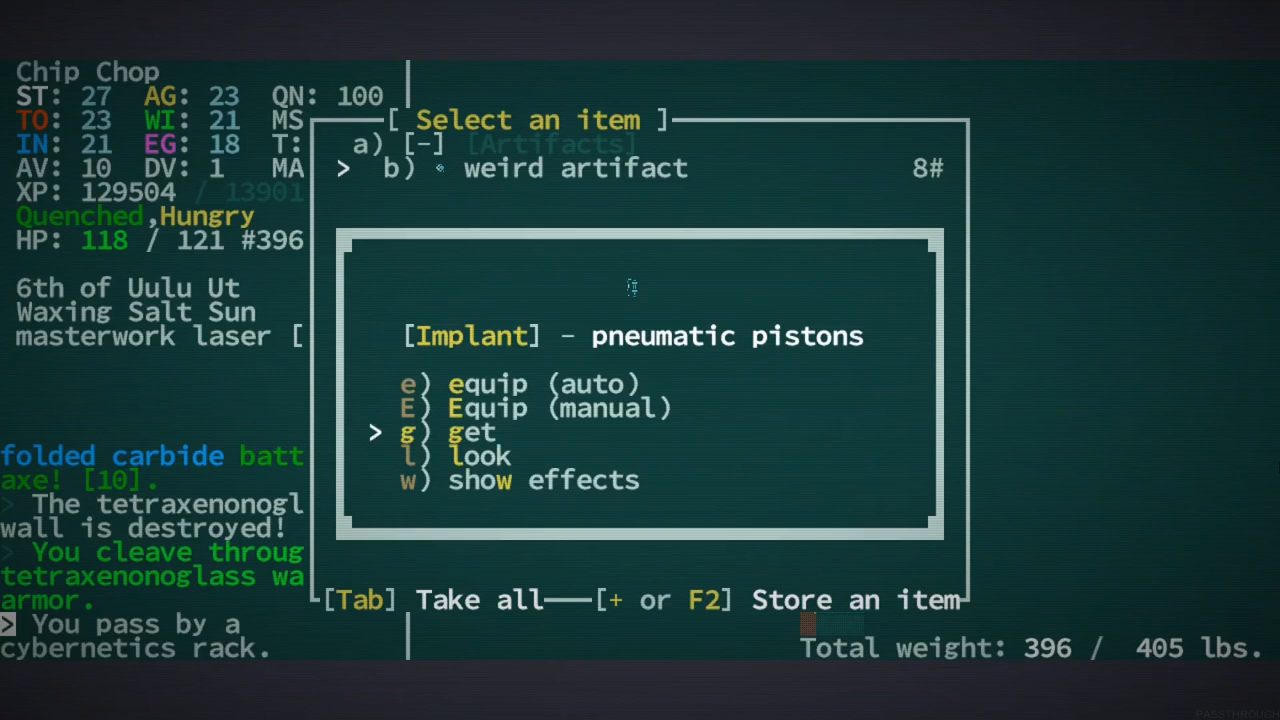 Chip Chop
ST: 27 AG: 23 QN: 100
[ Select an item ]
TO: 23 WI: 21 MS
IN: 21 EG: 18 T:
a) [-] [Artifacts]
AV: 10 DV: 1 MA
> b) weird artifact 8#
XP: 129504 / 13901
Quenched,Hungry
HP: 118 / 121 #396
6th of Uulu Ut
Waxing Salt Sun
masterwork laser [
[Implant] - pneumatic pistons
e) equip (auto)
E) Equip (manual)
> g) get
l) look
w) show effects
folded carbide batt
axe! [10].
> The tetraxenonogl
wall is destroyed!
> You cleave throug
tetraxenonoglass wa
armor.
> You pass by a
cybernetics rack.
[Tab] Take all [+ or F2] Store an item
Total weight: 396 / 405 lbs.
PASSTHROUGH